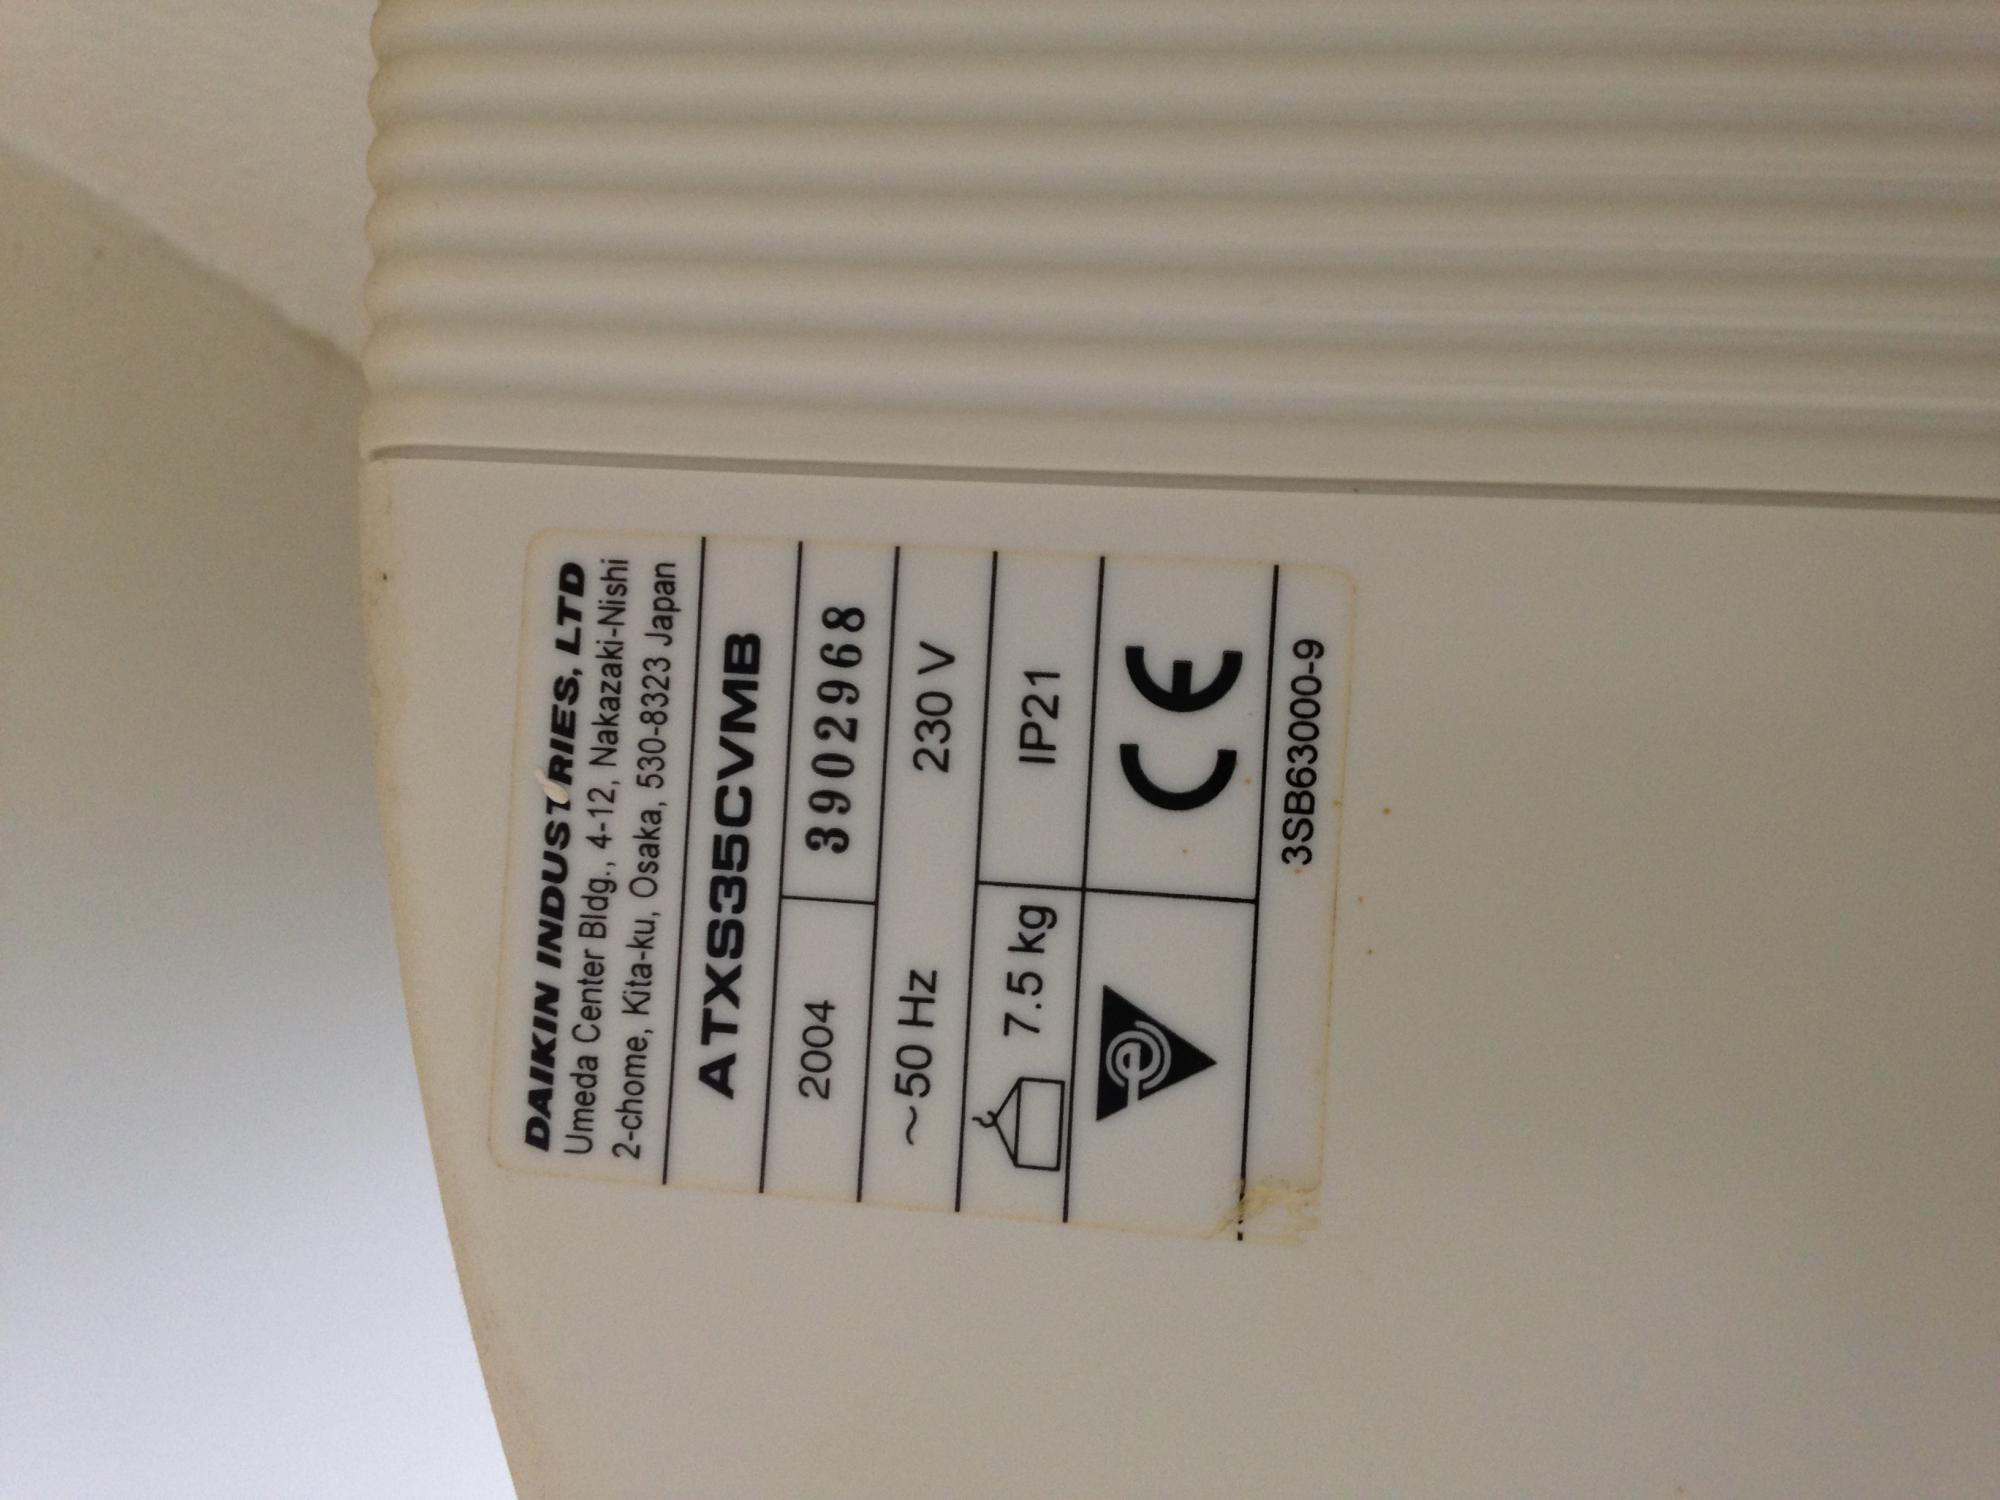 DAIKIN INDUSTRIES, LTD
Umeda Center Bldg., 4-12, Nakazaki-Nishi
2-chome, Kita-ku, Osaka, 530-8323 Japan
ATXS35CVMB
2004 3902968
~50 Hz 230 V
7.5 kg IP21
e CE
3SB63000-9